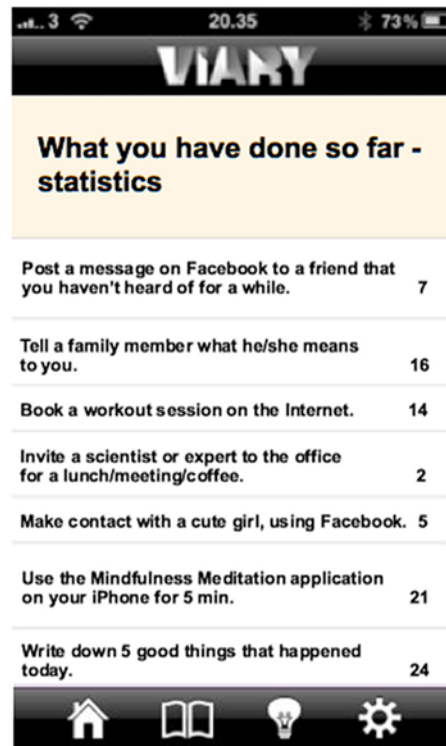 ...3 20.35 73%
VIARY
What you have done so far -
statistics
Post a message on Facebook to a friend that
you haven't heard of for a while. 7
Tell a family member what he/she means
to you. 16
Book a workout session on the Internet. 14
Invite a scientist or expert to the office
for a lunch/meeting/coffee. 2
Make contact with a cute girl, using Facebook. 5
Use the Mindfulness Meditation application
on your iPhone for 5 min. 21
Write down 5 good things that happened
today. 24